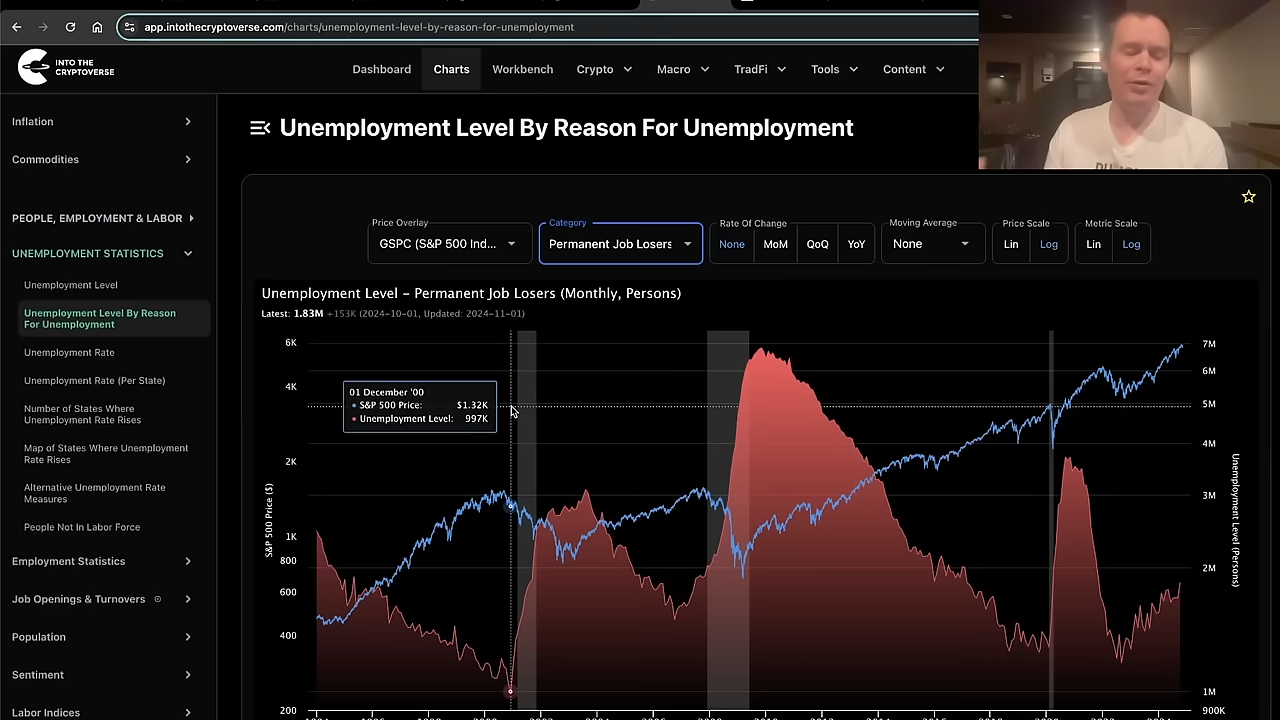 app.intothecryptoverse.com/charts/unemployment-level-by-reason-for-unemployment
INTO THE
CRYPTOVERSE
Dashboard
Charts
Workbench
Crypto
Macro
TradFi
Tools
Content
Inflation
Commodities
PEOPLE, EMPLOYMENT & LABOR
UNEMPLOYMENT STATISTICS
Unemployment Level
Unemployment Level By Reason
For Unemployment
Unemployment Rate
Unemployment Rate (Per State)
Number of States Where
Unemployment Rate Rises
Map of States Where Unemployment
Rate Rises
Alternative Unemployment Rate
Measures
People Not In Labor Force
Employment Statistics
Job Openings & Turnovers
Population
Sentiment
Labor Indices
Unemployment Level By Reason For Unemployment
Price Overlay
GSPC (S&P 500 Ind...
Category
Permanent Job Losers
Rate Of Change
None
MoM
QoQ
YoY
Moving Average
None
Price Scale
Lin
Log
Metric Scale
Lin
Log
Unemployment Level – Permanent Job Losers (Monthly, Persons)
Latest: 1.83M +153K (2024-10-01, Updated: 2024-11-01)
01 December '00
S&P 500 Price: $1.32K
Unemployment Level: 997K
6K
4K
2K
1K
800
600
400
200
S&P 500 Price ($)
7M
6M
5M
4M
3M
2M
1M
900K
Unemployment Level (Persons)